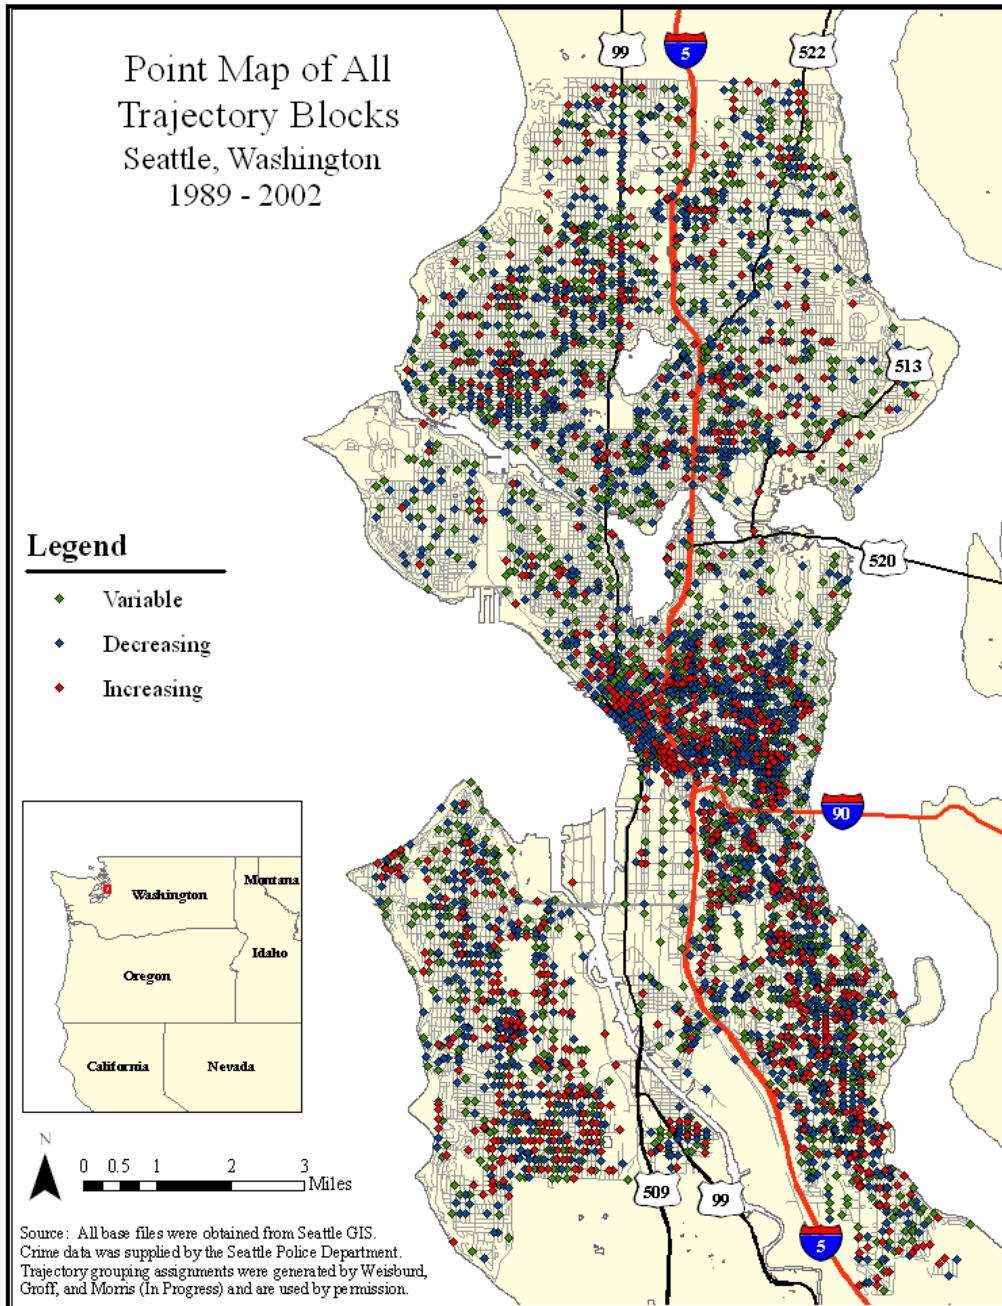 Point Map of All
Trajectory Blocks
Seattle, Washington
1989 - 2002
99
5
522
513
520
Legend
Variable
Decreasing
Increasing
90
Washington
Montana
Oregon
Idaho
California
Nevada
N
0 0.5 1 2 3
Miles
509
99
5
Source: All base files were obtained from Seattle GIS.
Crime data was supplied by the Seattle Police Department.
Trajectory grouping assignments were generated by Weisburd,
Groff, and Morris (In Progress) and are used by permission.